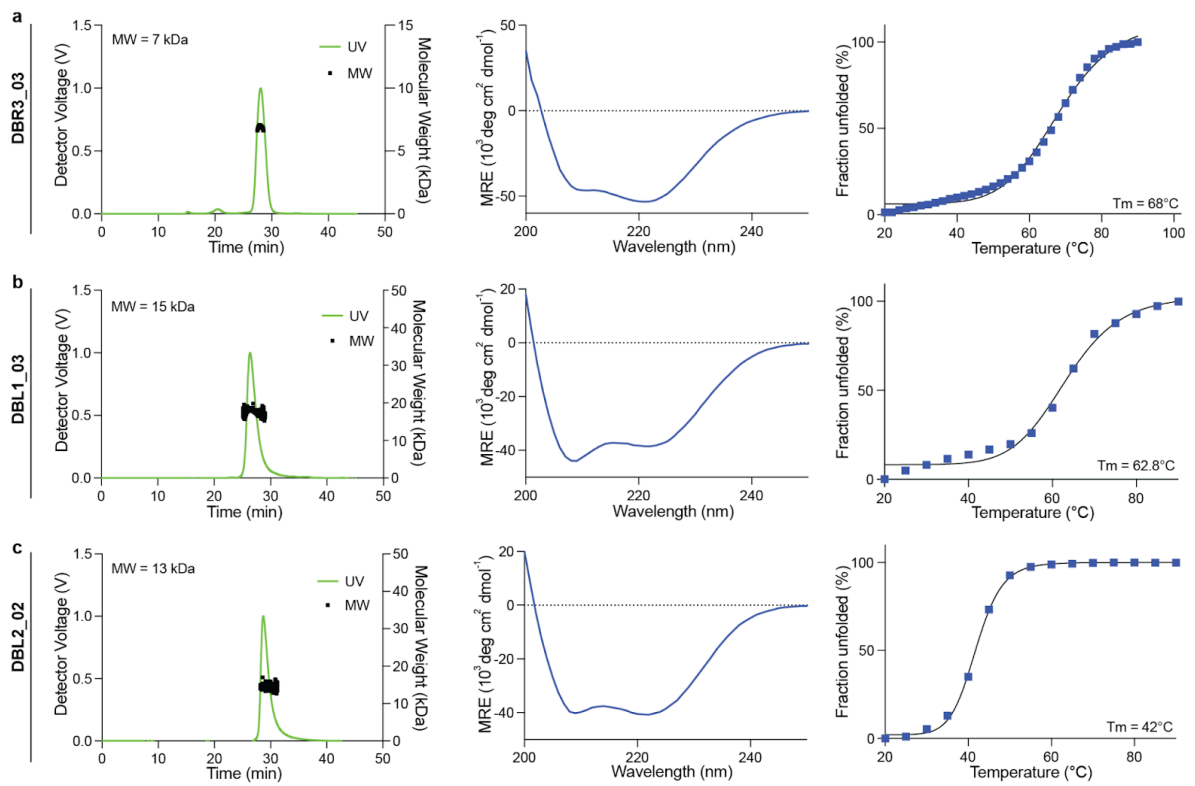 a
DBR3_03
MW = 7 kDa
UV
MW
Detector Voltage (V)
1.5
1.0
0.5
0.0
0 10 20 30 40 50
Time (min)
15
10
5
0
Molecular Weight (kDa)
MRE (10³ deg cm² dmol⁻¹)
50
0
-50
200 220 240
Wavelength (nm)
Fraction unfolded (%)
100
50
0
20 40 60 80 100
Temperature (°C)
Tm = 68°C
b
DBL1_03
MW = 15 kDa
UV
MW
Detector Voltage (V)
1.5
1.0
0.5
0.0
0 10 20 30 40 50
Time (min)
50
40
30
20
10
0
Molecular Weight (kDa)
MRE (10³ deg cm² dmol⁻¹)
20
0
-20
-40
200 220 240
Wavelength (nm)
Fraction unfolded (%)
100
50
0
20 40 60 80
Temperature (°C)
Tm = 62.8°C
c
DBL2_02
MW = 13 kDa
UV
MW
Detector Voltage (V)
1.5
1.0
0.5
0.0
0 10 20 30 40 50
Time (min)
50
40
30
20
10
0
Molecular Weight (kDa)
MRE (10³ deg cm² dmol⁻¹)
20
0
-20
-40
200 220 240
Wavelength (nm)
Fraction unfolded (%)
100
50
0
20 40 60 80
Temperature (°C)
Tm = 42°C